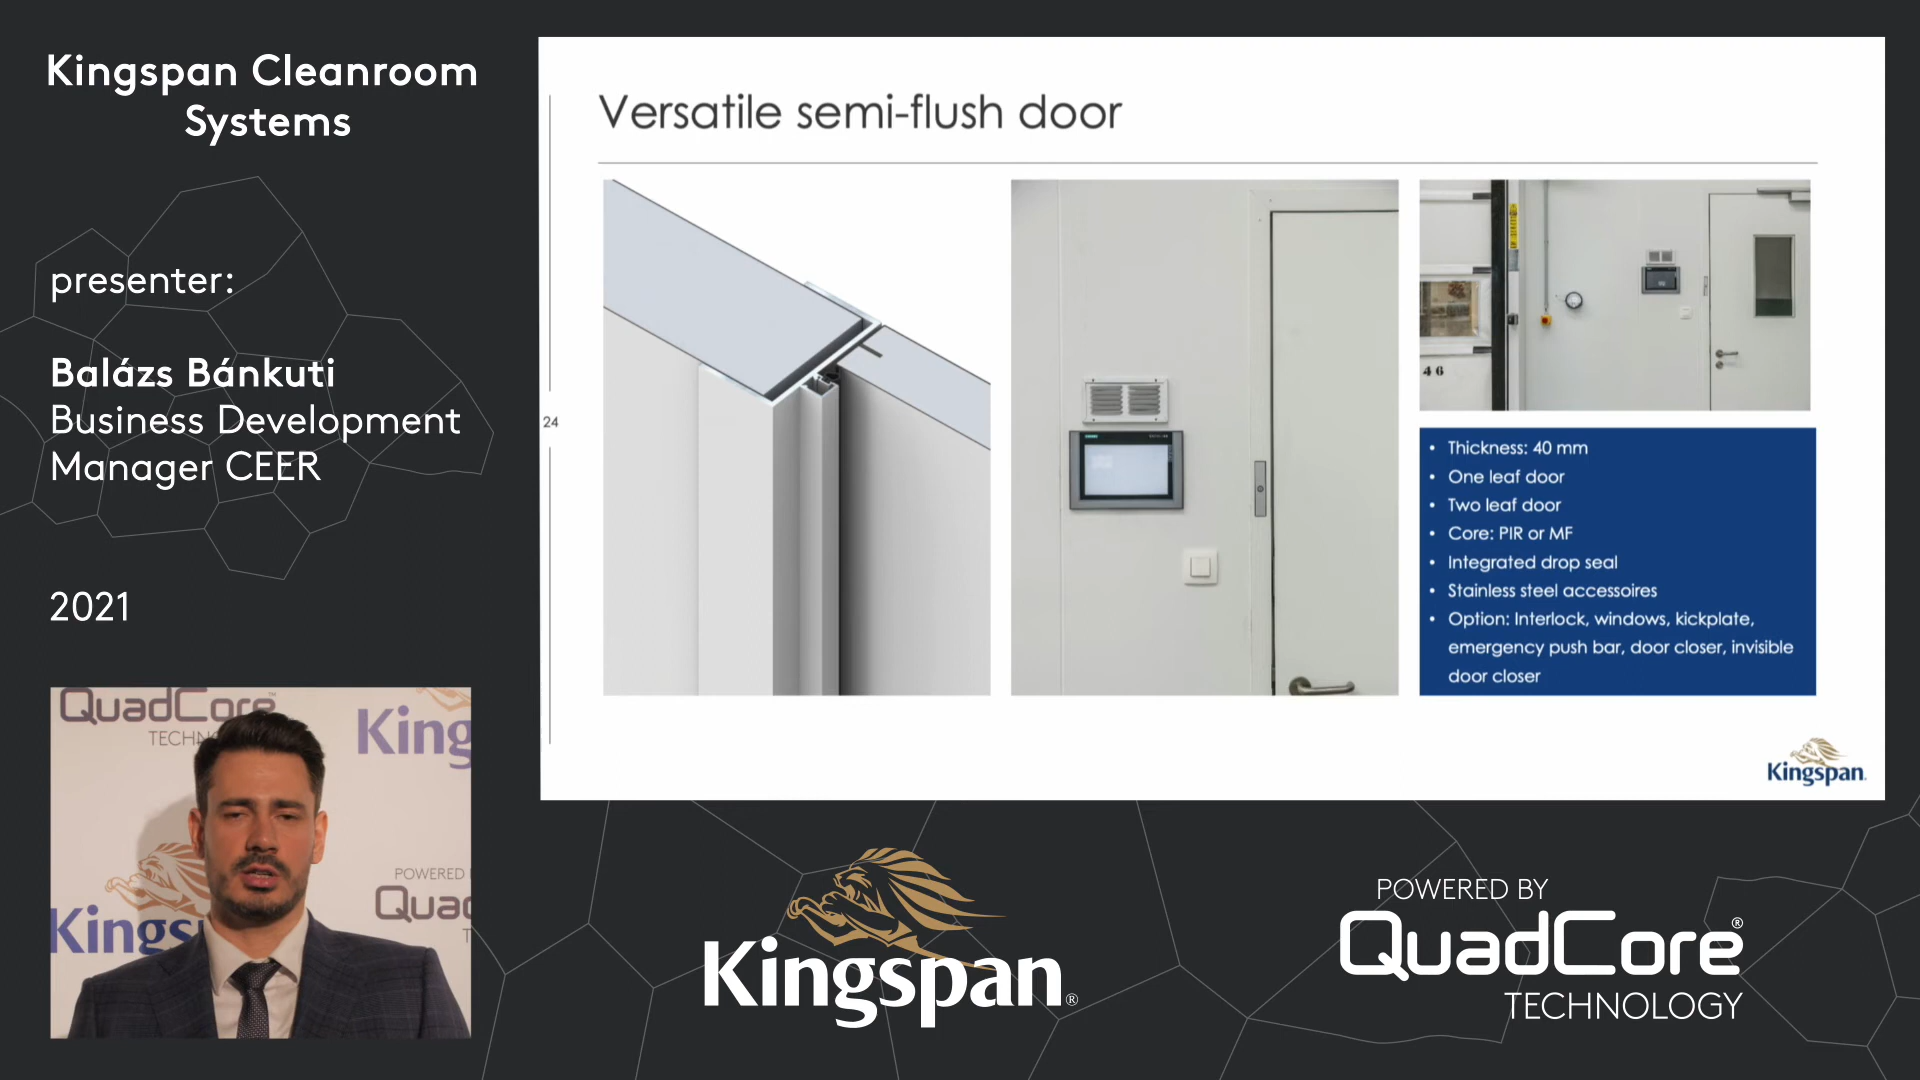 Kingspan Cleanroom
Systems
presenter:
Balázs Bánkuti
Business Development
Manager CEER
2021
QuadCore™
TECHN
King
Kings
POWERED
Quad
T
Versatile semi-flush door
24
46
• Thickness: 40 mm
• One leaf door
• Two leaf door
• Core: PIR or MF
• Integrated drop seal
• Stainless steel accessoires
• Option: Interlock, windows, kickplate,
emergency push bar, door closer, invisible
door closer
Kingspan.
Kingspan®
POWERED BY
QuadCore®
TECHNOLOGY